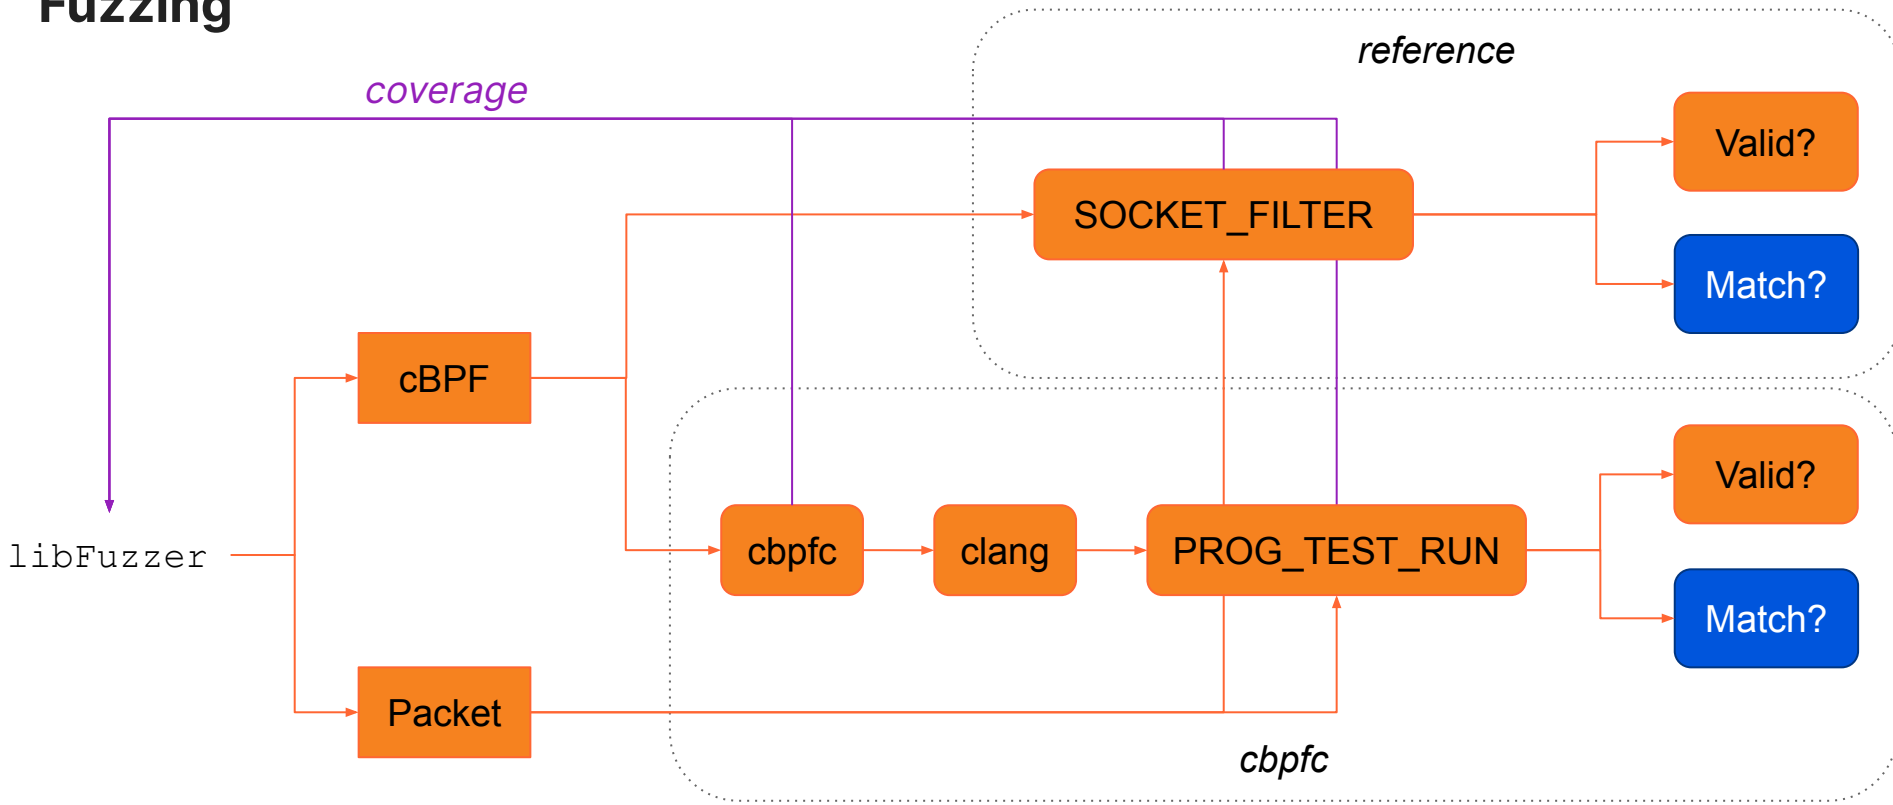 Fuzzing
reference
coverage
Valid?
SOCKET_FILTER
Match?
cBPF
Valid?
libFuzzer
cbpfc
clang
PROG_TEST_RUN
Match?
Packet
cbpfc